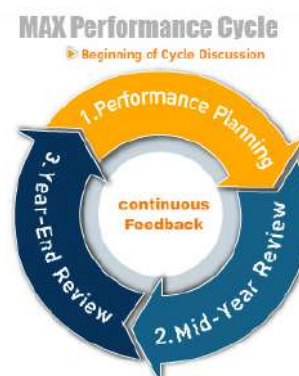 MAX Performance Cycle
Beginning of Cycle Discussion
1.Performance Planning
2.Mid-Year Review
3.Year-End Review
continuous
Feedback